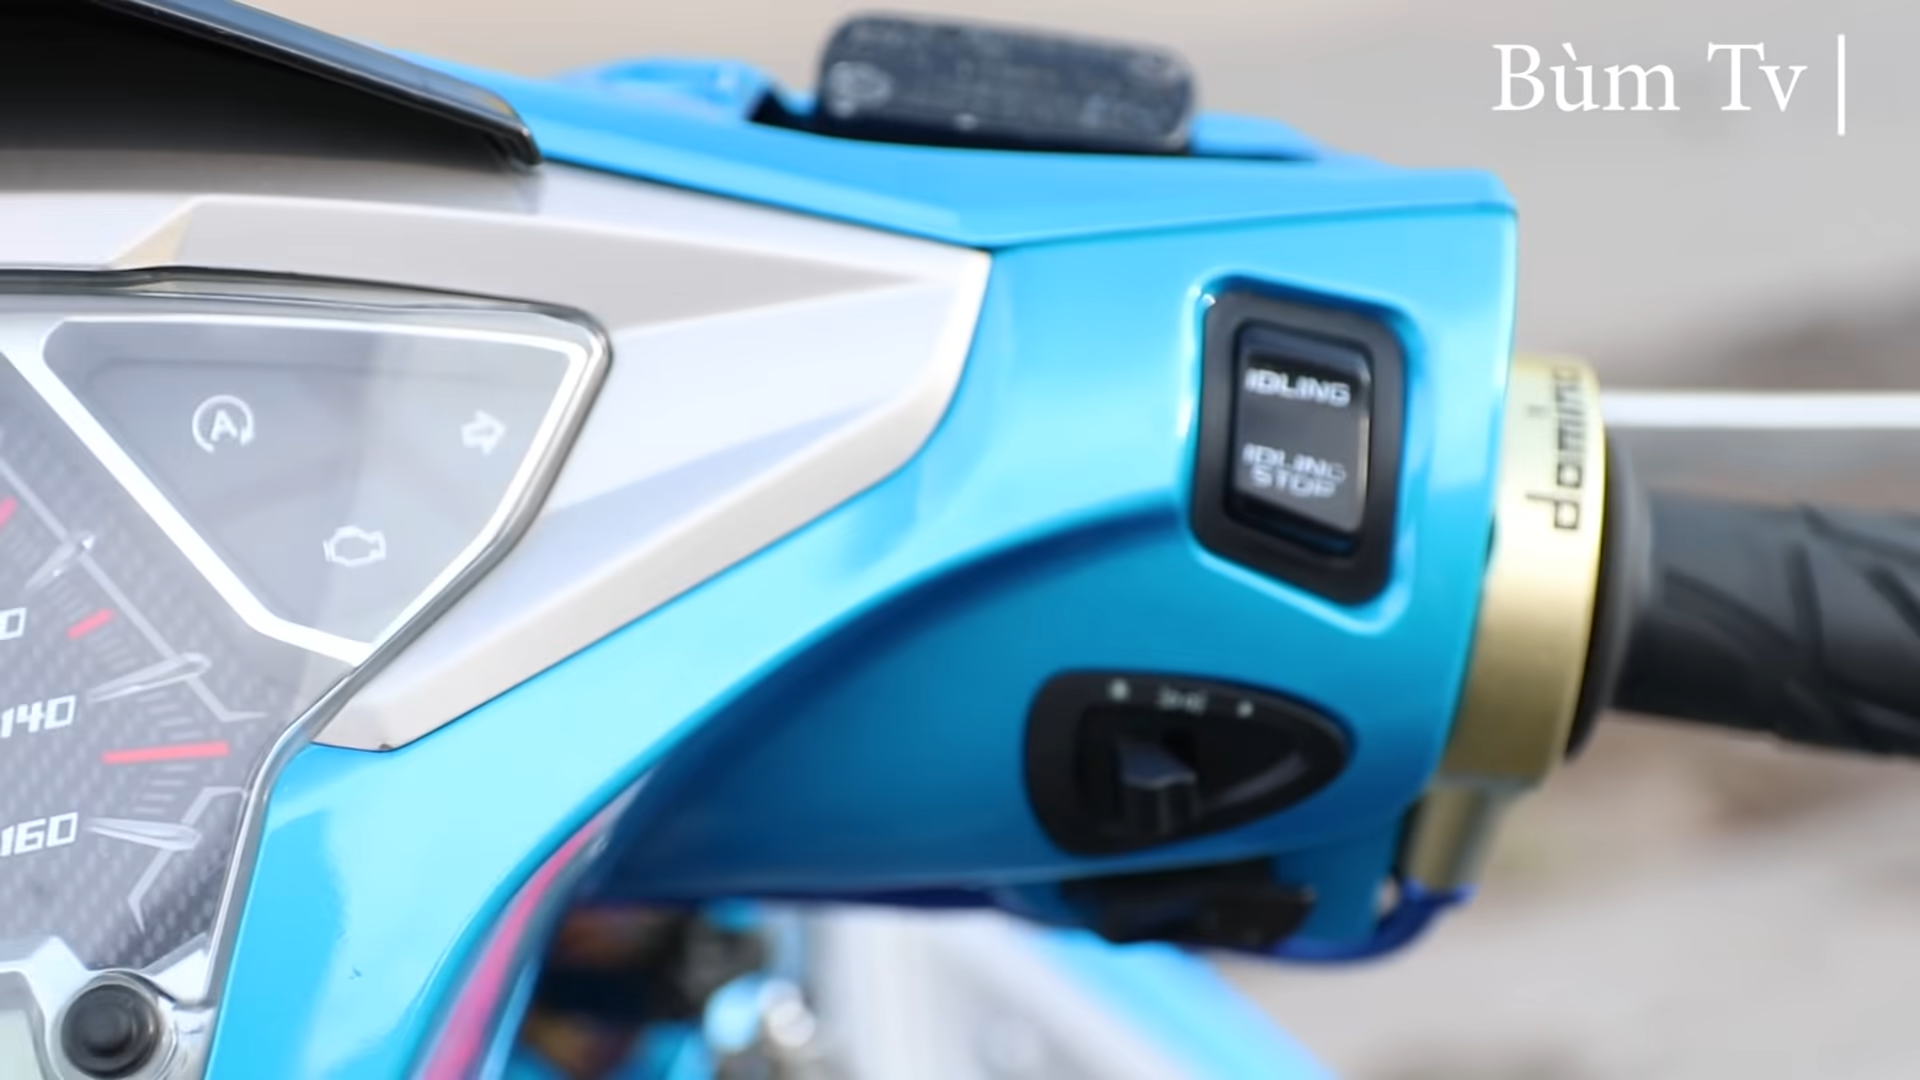 Bùm Tv |
IDLING
IDLING
STOP
domino
A
140
160